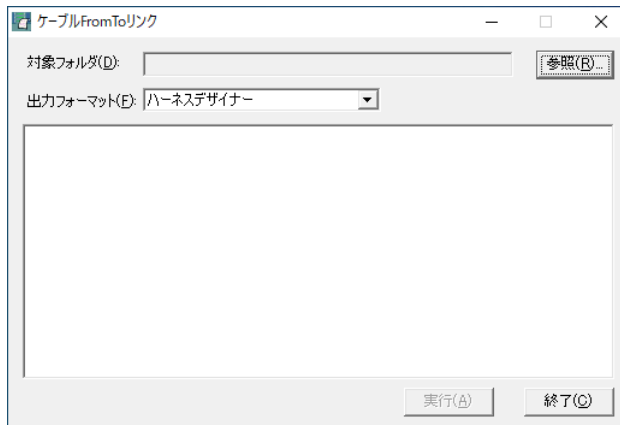 ケーブルFromToリンク
対象フォルダ(D): 参照(R)...
出力フォーマット(F): ハーネスデザイナー
実行(A) 終了(C)